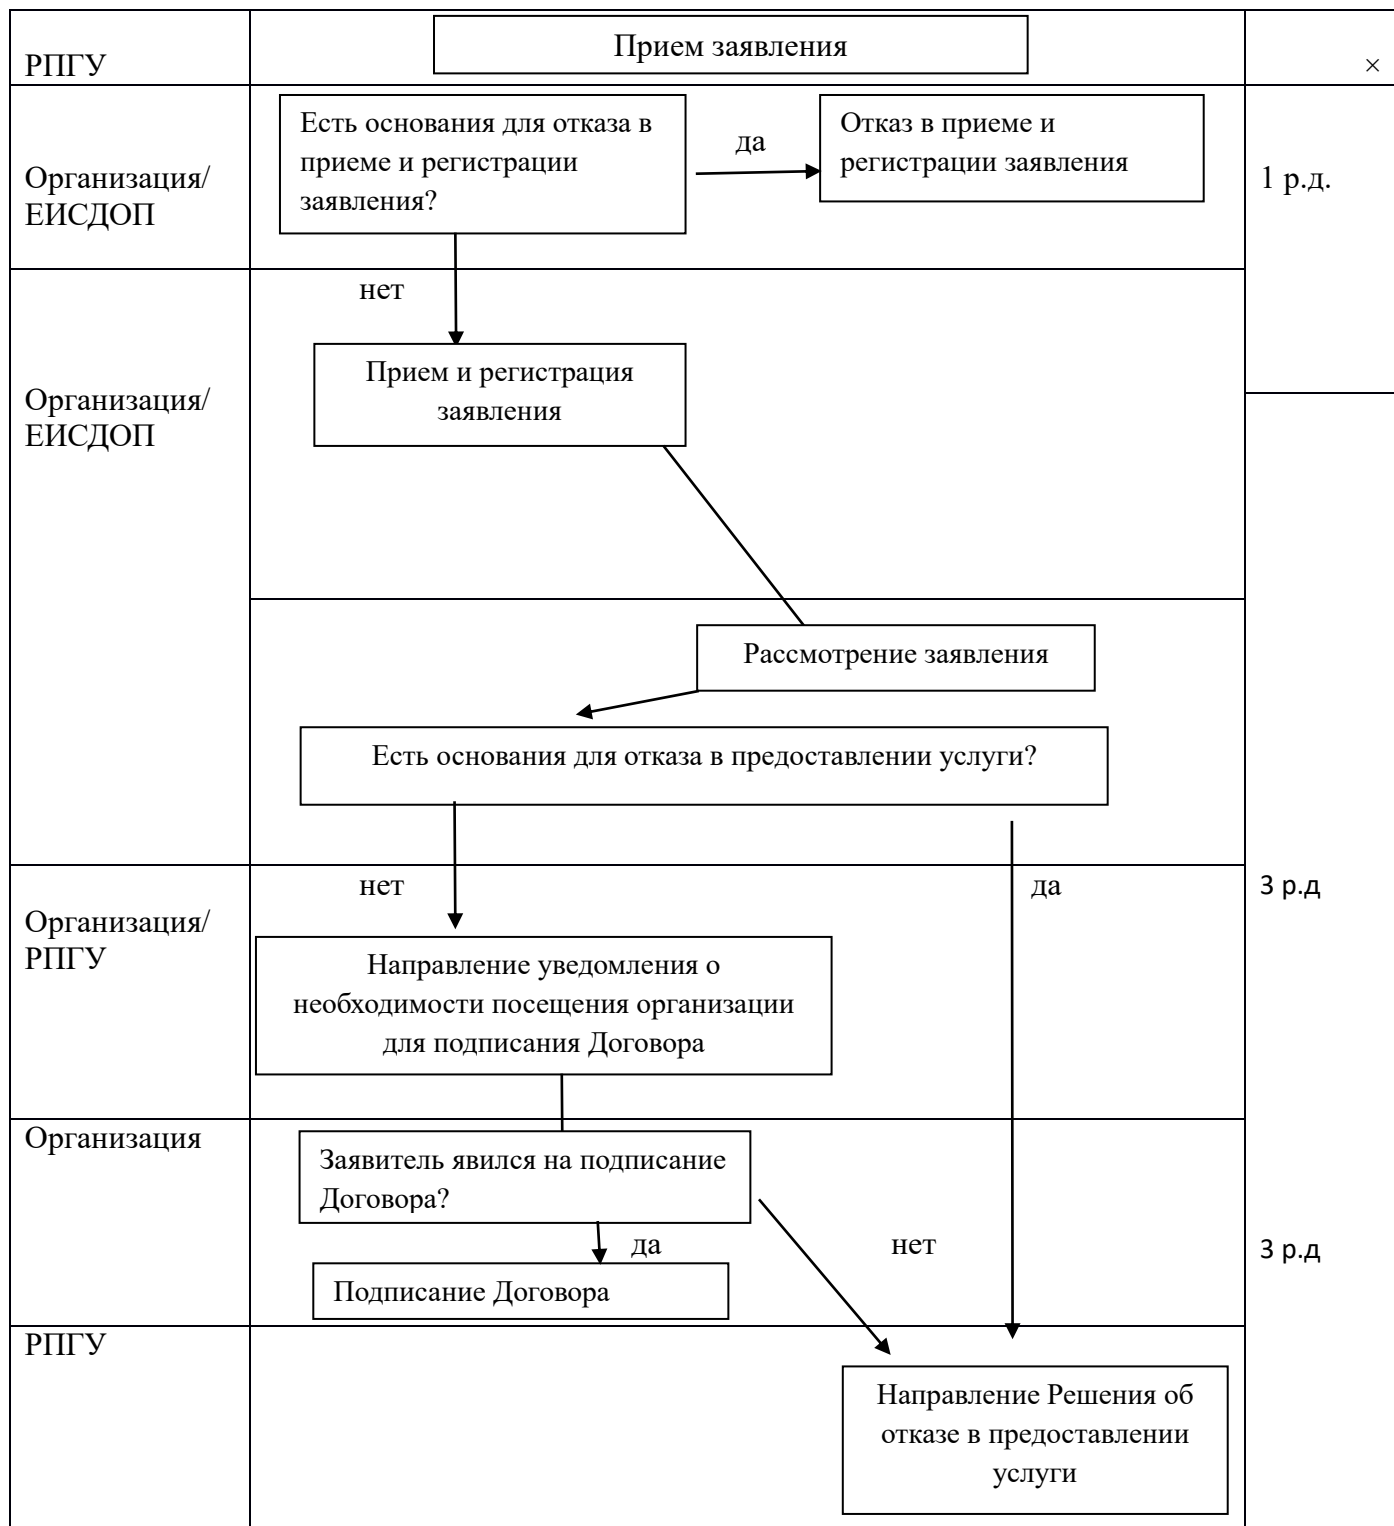 РПГУ
Прием заявления
×
Организация/
ЕИСДОП
Есть основания для отказа в
приеме и регистрации
заявления?
да
Отказ в приеме и
регистрации заявления
1 р.д.
нет
Организация/
ЕИСДОП
Прием и регистрация
заявления
Рассмотрение заявления
Есть основания для отказа в предоставлении услуги?
нет
да
3 р.д
Организация/
РПГУ
Направление уведомления о
необходимости посещения организации
для подписания Договора
Организация
Заявитель явился на подписание
Договора?
да
нет
3 р.д
Подписание Договора
РПГУ
Направление Решения об
отказе в предоставлении
услуги